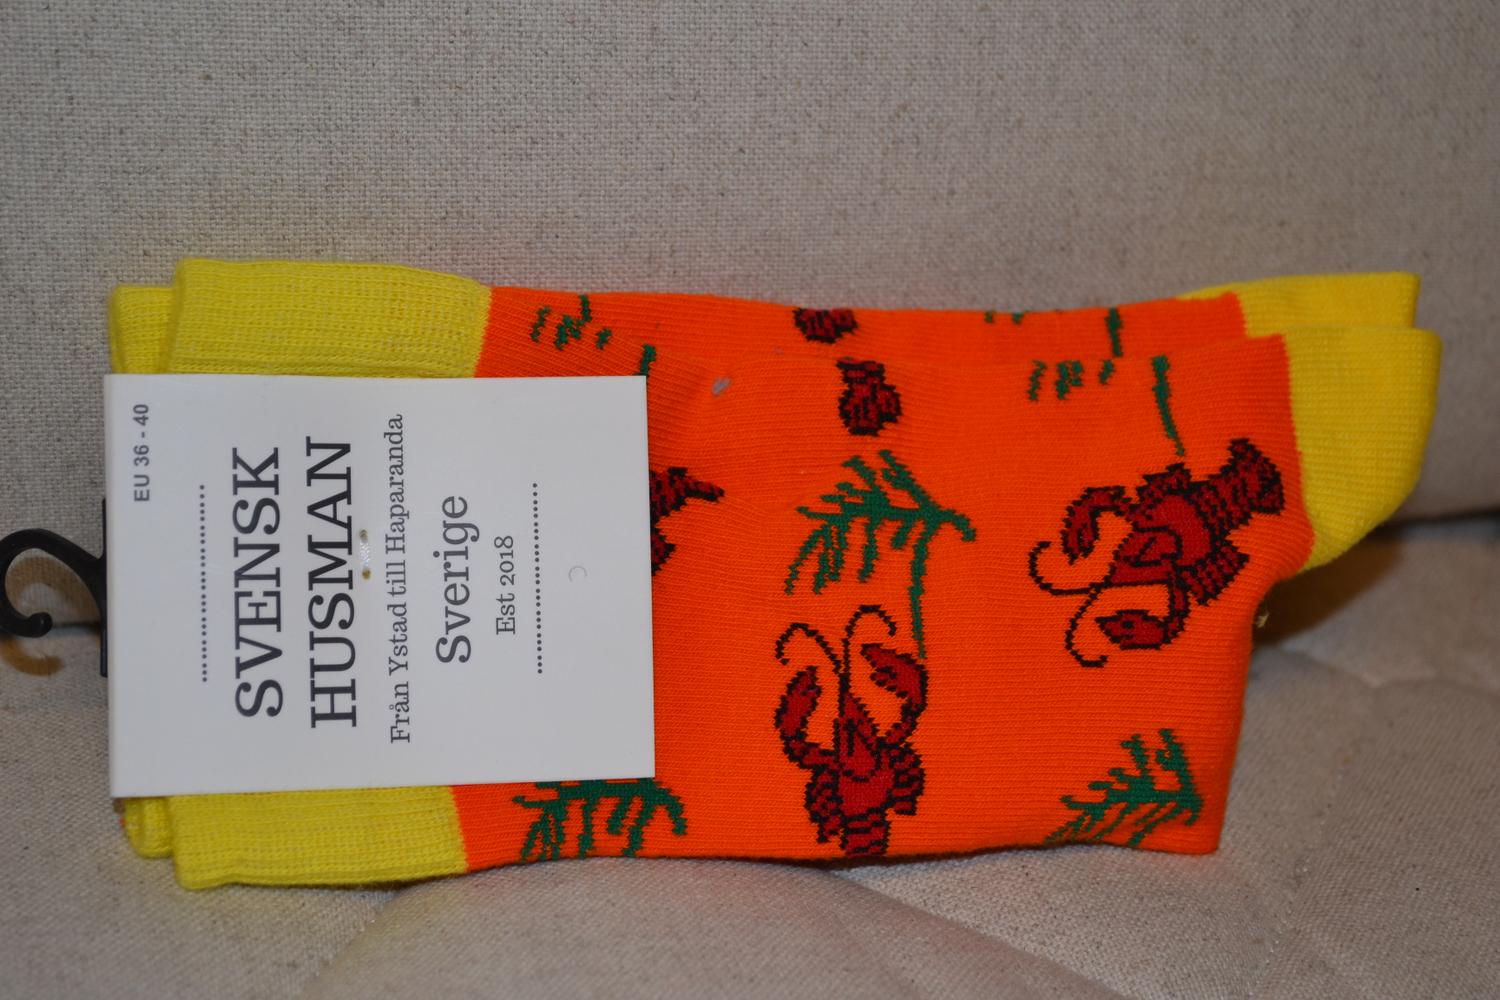 EU 36 - 40
SVENSK
HUSMAN
Från Ystad till Haparanda
Sverige
Est 2018